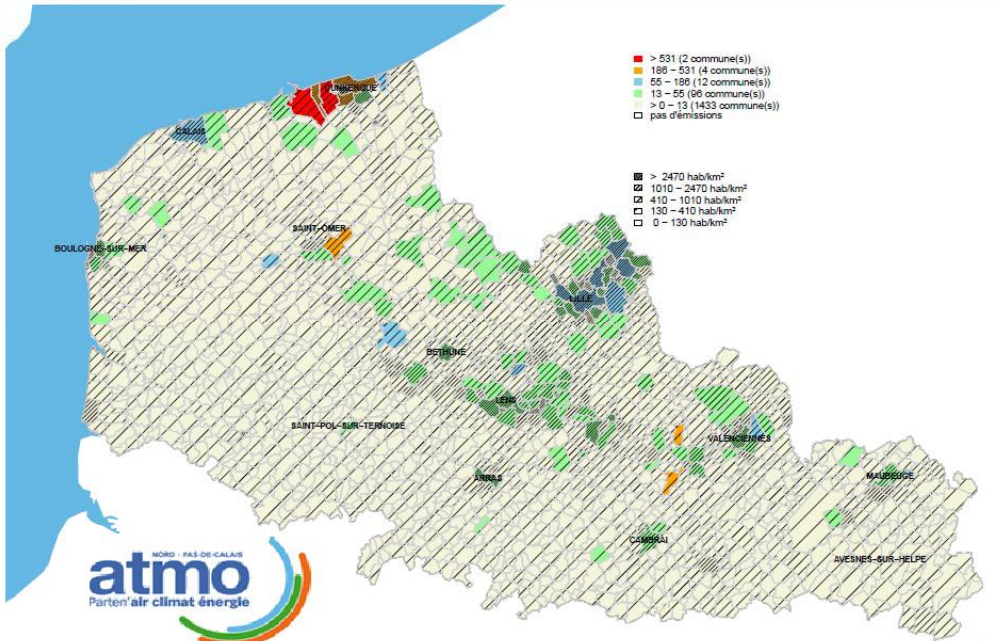 > 531 (2 commune(s))
186 – 531 (4 commune(s))
55 – 186 (12 commune(s))
13 – 55 (96 commune(s))
> 0 – 13 (1433 commune(s))
pas d'émissions
> 2470 hab/km²
1010 – 2470 hab/km²
410 – 1010 hab/km²
130 – 410 hab/km²
0 – 130 hab/km²
DUNKERQUE
CALAIS
SAINT-OMER
BOULOGNE-SUR-MER
LILLE
BETHUNE
LENS
SAINT-POL-SUR-TERNOISE
VALENCIENNES
ARRAS
MAUBEUGE
CAMBRAI
AVESNES-SUR-HELPE
NORD - PAS-DE-CALAIS
atmo
Parten'air climat énergie